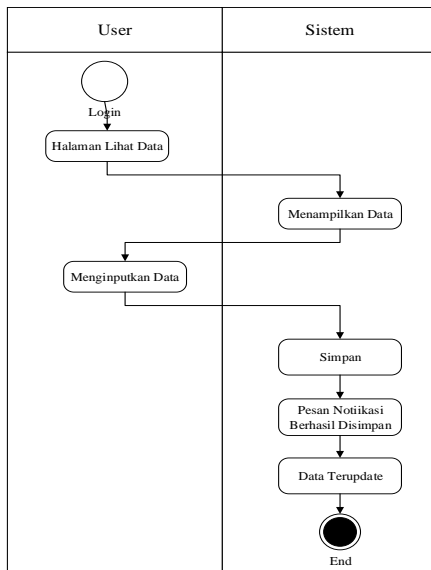 User
Sistem
Login
Halaman Lihat Data
Menampilkan Data
Menginputkan Data
Simpan
Pesan Notiikasi
Berhasil Disimpan
Data Terupdate
End